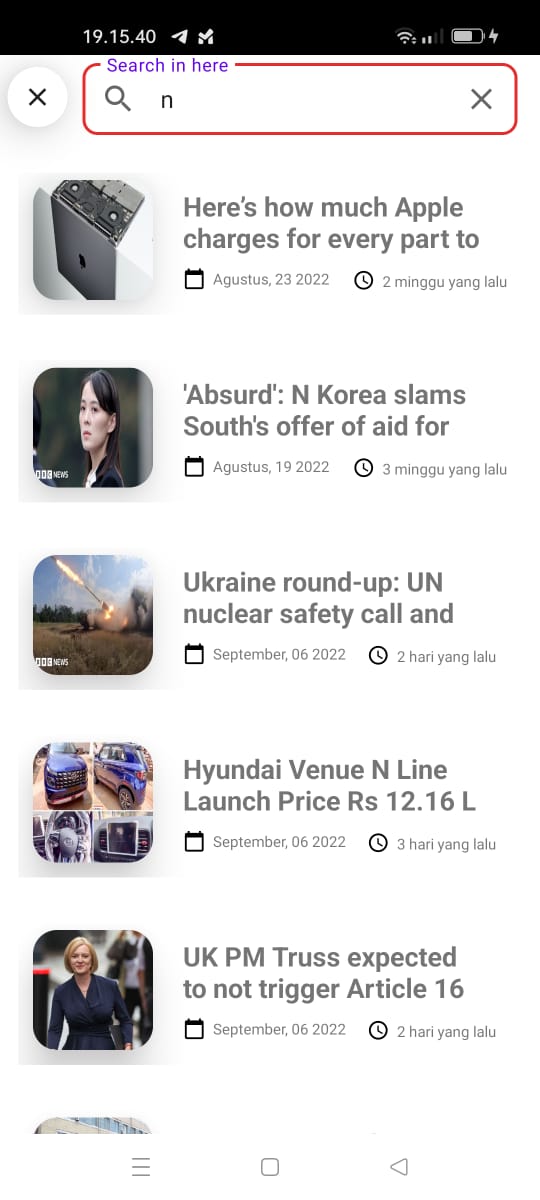 19.15.40
Search in here
n
Here’s how much Apple
charges for every part to
Agustus, 23 2022
2 minggu yang lalu
'Absurd': N Korea slams
South's offer of aid for
Agustus, 19 2022
3 minggu yang lalu
BBC NEWS
Ukraine round-up: UN
nuclear safety call and
September, 06 2022
2 hari yang lalu
BBC NEWS
Hyundai Venue N Line
Launch Price Rs 12.16 L
September, 06 2022
3 hari yang lalu
UK PM Truss expected
to not trigger Article 16
September, 06 2022
2 hari yang lalu